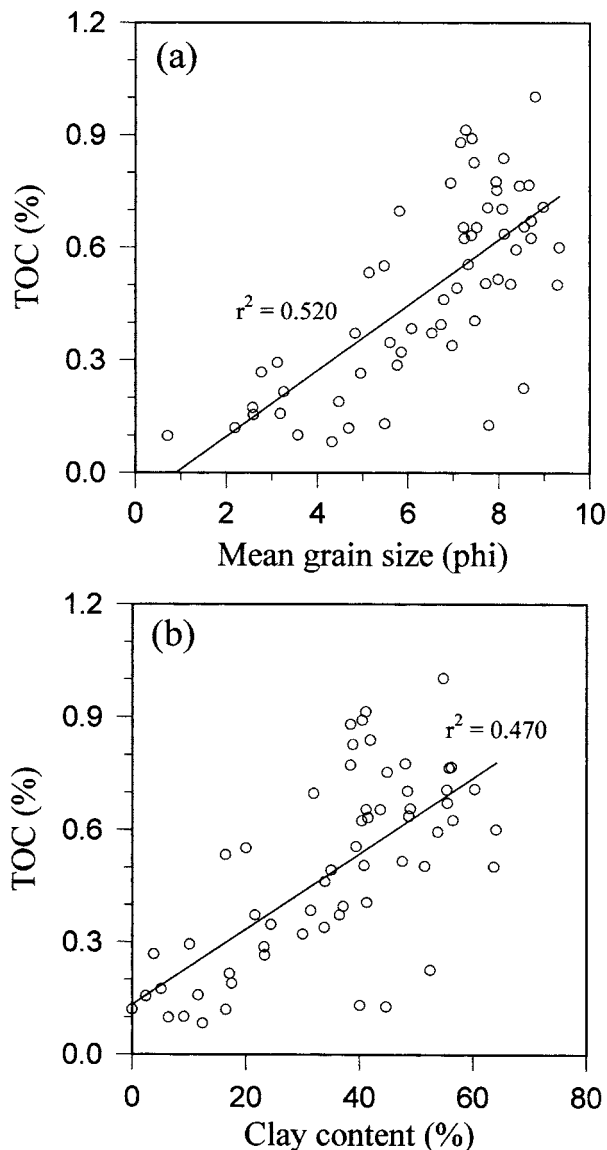 (a)
1.2
0.9
0.6
0.3
0.0
TOC (%)
r² = 0.520
0 2 4 6 8 10
Mean grain size (phi)
(b)
1.2
0.9
0.6
0.3
0.0
TOC (%)
r² = 0.470
0 20 40 60 80
Clay content (%)